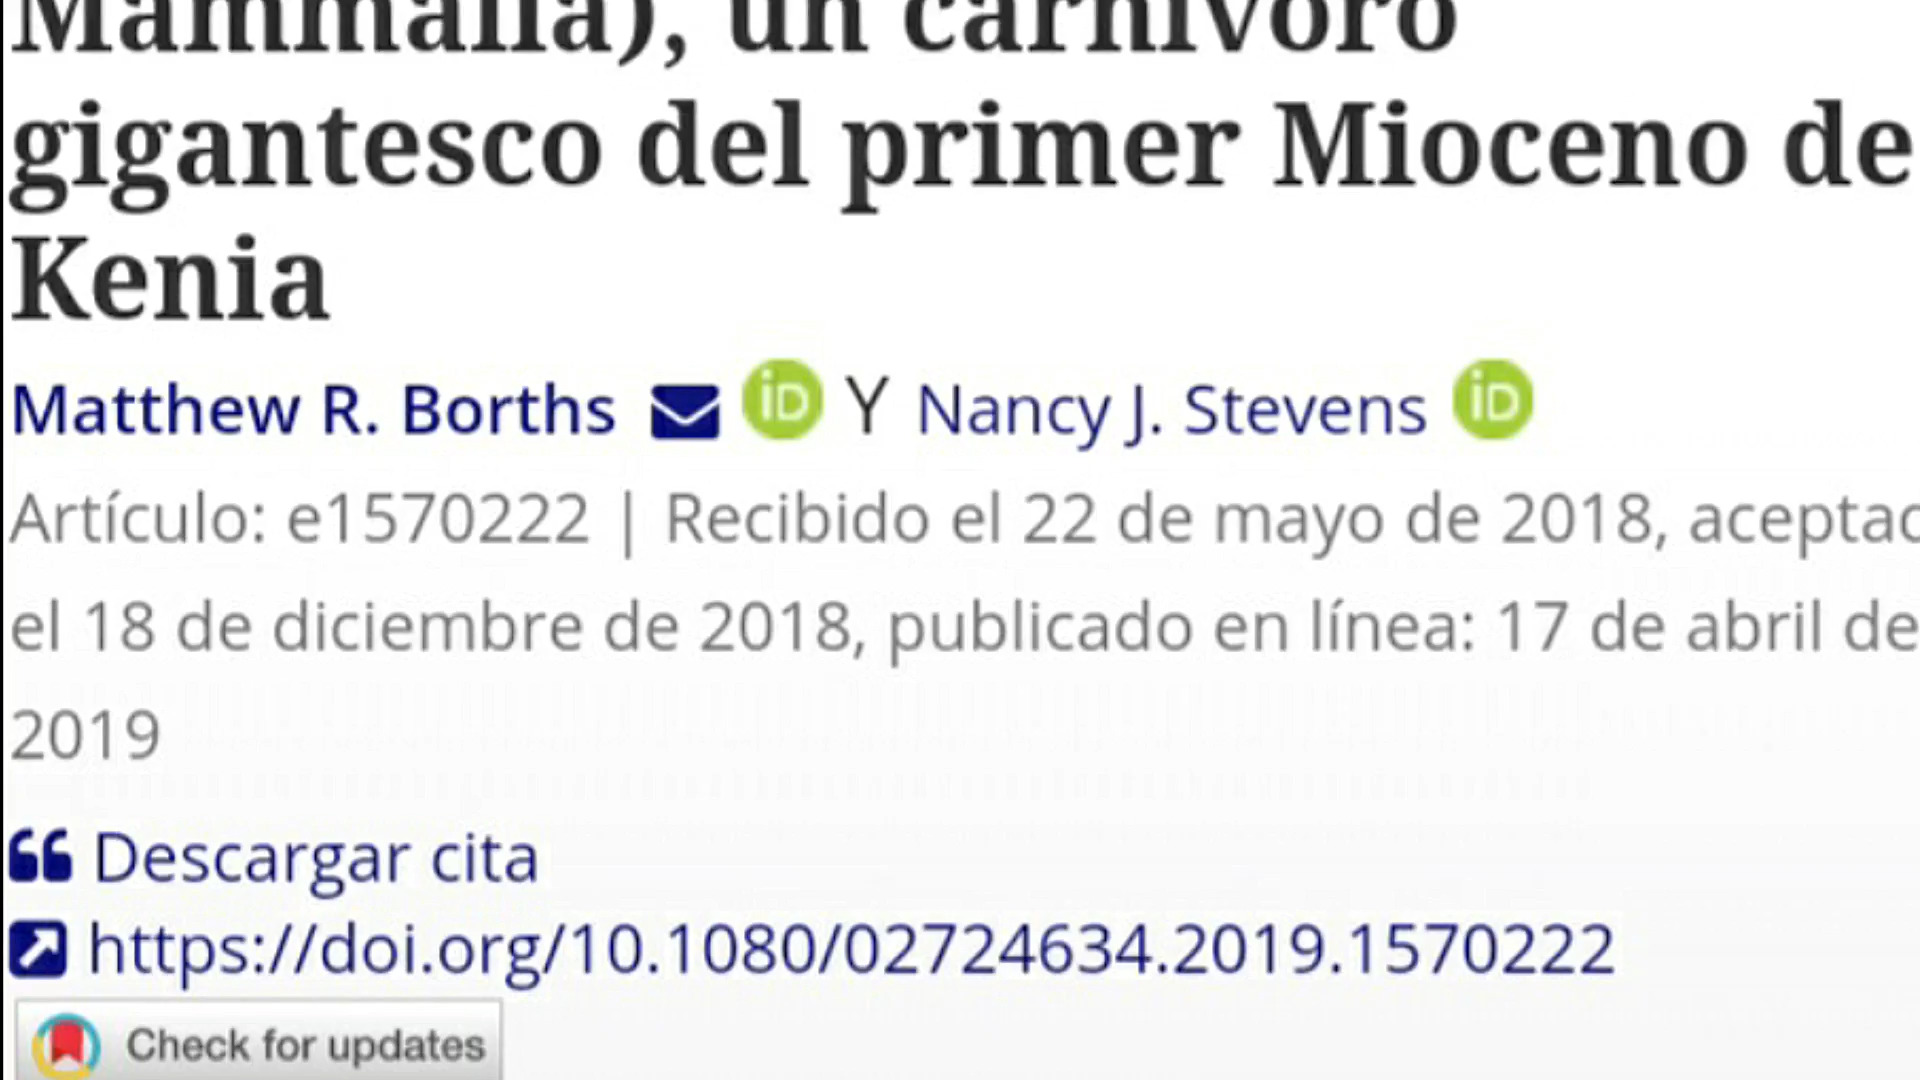 Mammalia), un carnívoro
gigantesco del primer Mioceno de
Kenia
Matthew R. Borths iD Y Nancy J. Stevens iD
Artículo: e1570222 | Recibido el 22 de mayo de 2018, aceptad
el 18 de diciembre de 2018, publicado en línea: 17 de abril de
2019
Descargar cita
https://doi.org/10.1080/02724634.2019.1570222
Check for updates